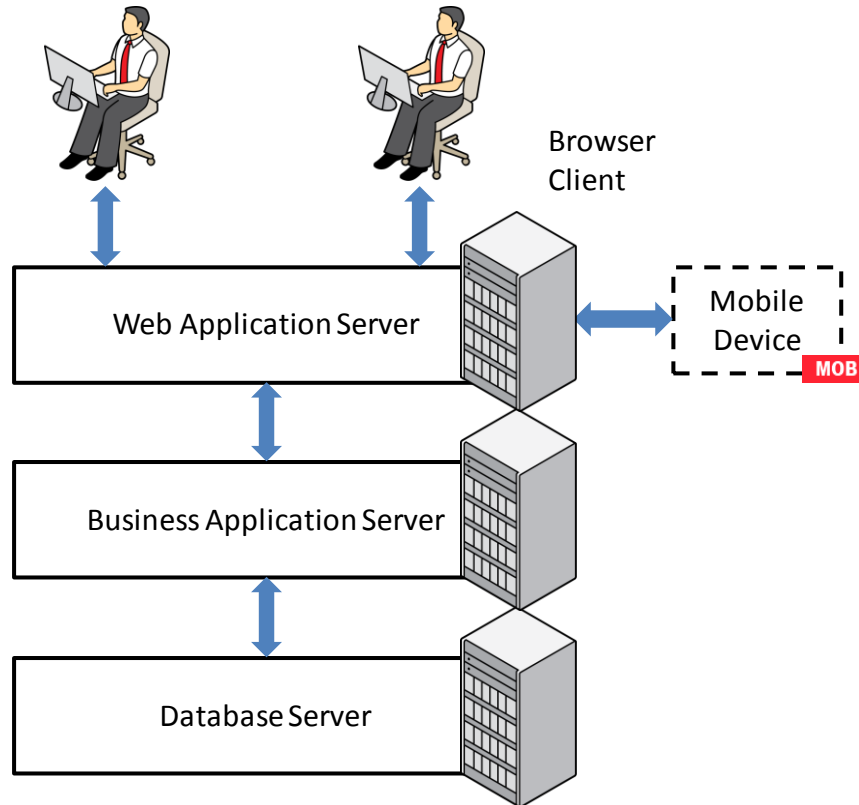 Browser
Client
Web Application Server
Mobile
Device
MOB
Business Application Server
Database Server